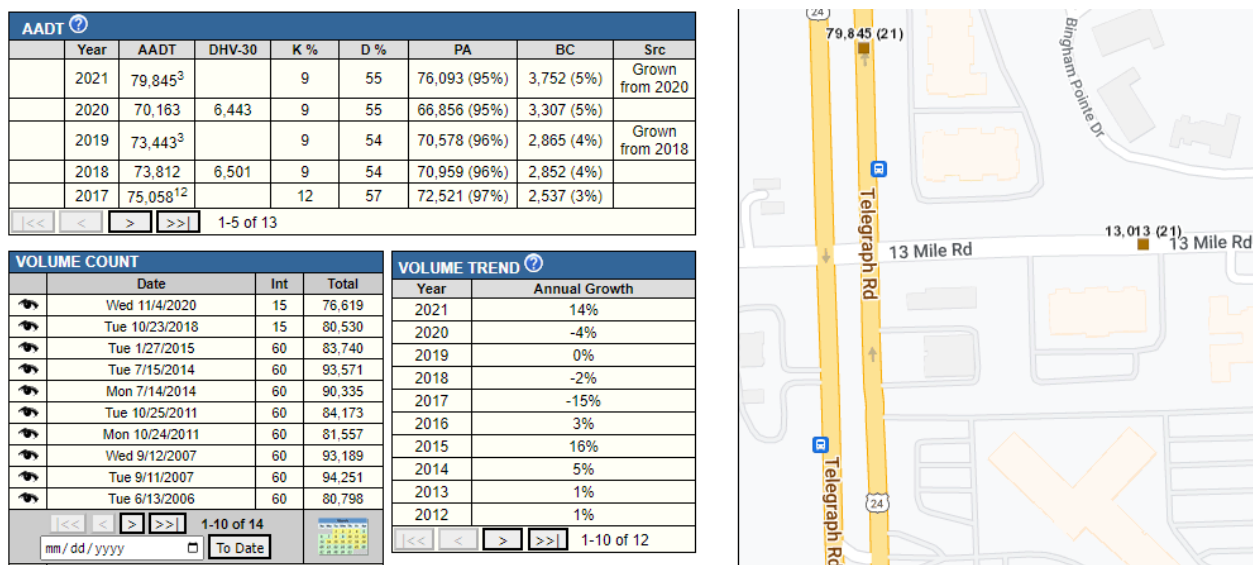 AADT ?
Year AADT DHV-30 K % D % PA BC Src
2021 79,845³ 9 55 76,093 (95%) 3,752 (5%) Grown from 2020
2020 70,163 6,443 9 55 66,856 (95%) 3,307 (5%)
2019 73,443³ 9 54 70,578 (96%) 2,865 (4%) Grown from 2018
2018 73,812 6,501 9 54 70,959 (96%) 2,852 (4%)
2017 75,058¹² 12 57 72,521 (97%) 2,537 (3%)
|<< < > >>| 1-5 of 13
VOLUME COUNT
Date Int Total
Wed 11/4/2020 15 76,619
Tue 10/23/2018 15 80,530
Tue 1/27/2015 60 83,740
Tue 7/15/2014 60 93,571
Mon 7/14/2014 60 90,335
Tue 10/25/2011 60 84,173
Mon 10/24/2011 60 81,557
Wed 9/12/2007 60 93,189
Tue 9/11/2007 60 94,251
Tue 6/13/2006 60 80,798
|<< < > >>| 1-10 of 14
mm/dd/yyyy To Date
VOLUME TREND ?
Year Annual Growth
2021 14%
2020 -4%
2019 0%
2018 -2%
2017 -15%
2016 3%
2015 16%
2014 5%
2013 1%
2012 1%
|<< < > >>| 1-10 of 12
24
79,845 (21)
Bingham Pointe Dr
Telegraph Rd
13,013 (21)
13 Mile Rd
13 Mile Rd
Telegraph Rd
24